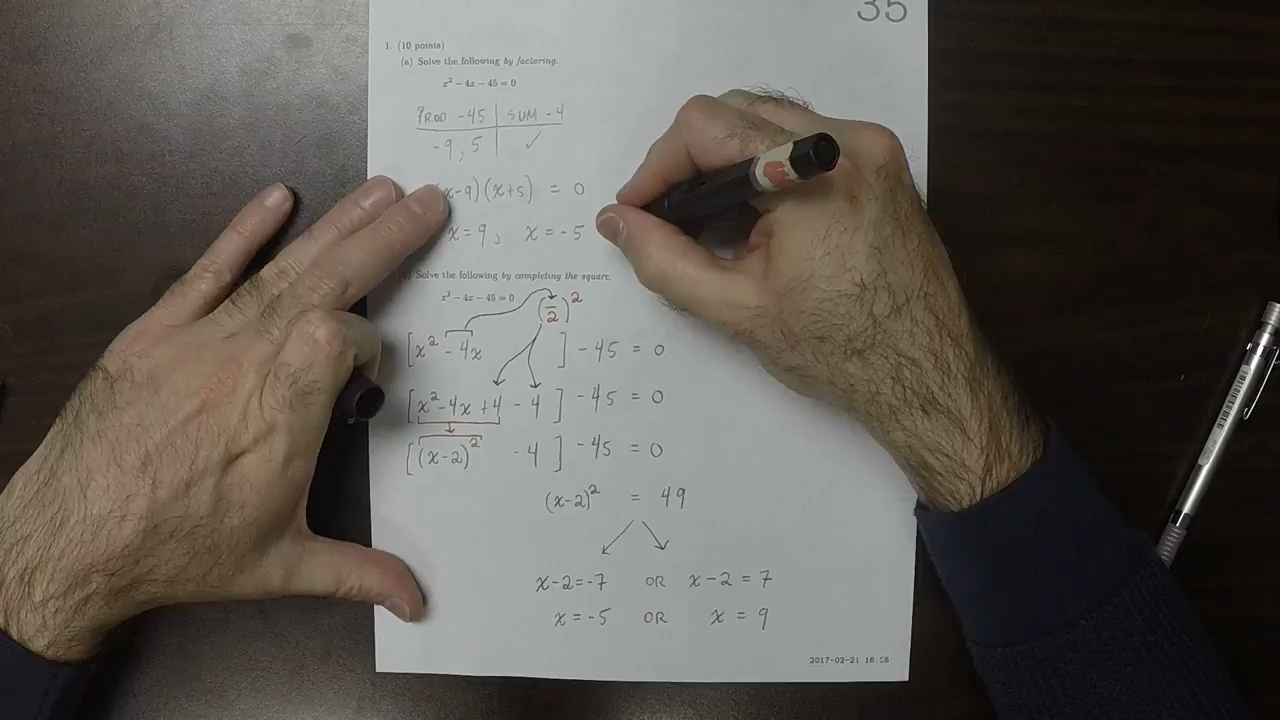 35
1. (10 points)
(a) Solve the following by factoring.
x² − 4x − 45 = 0
PROD -45 | SUM -4
-9, 5 | ✓
x-9)(x+5) = 0
x=9, x=-5
Solve the following by completing the square.
x² − 4x − 45 = 0
(—/2)²
[x² - 4x ] - 45 = 0
[x² - 4x + 4 - 4 ] - 45 = 0
[(x-2)² - 4 ] - 45 = 0
(x-2)² = 49
x-2=-7 OR x-2=7
x=-5 OR x=9
2017-02-21 16:56